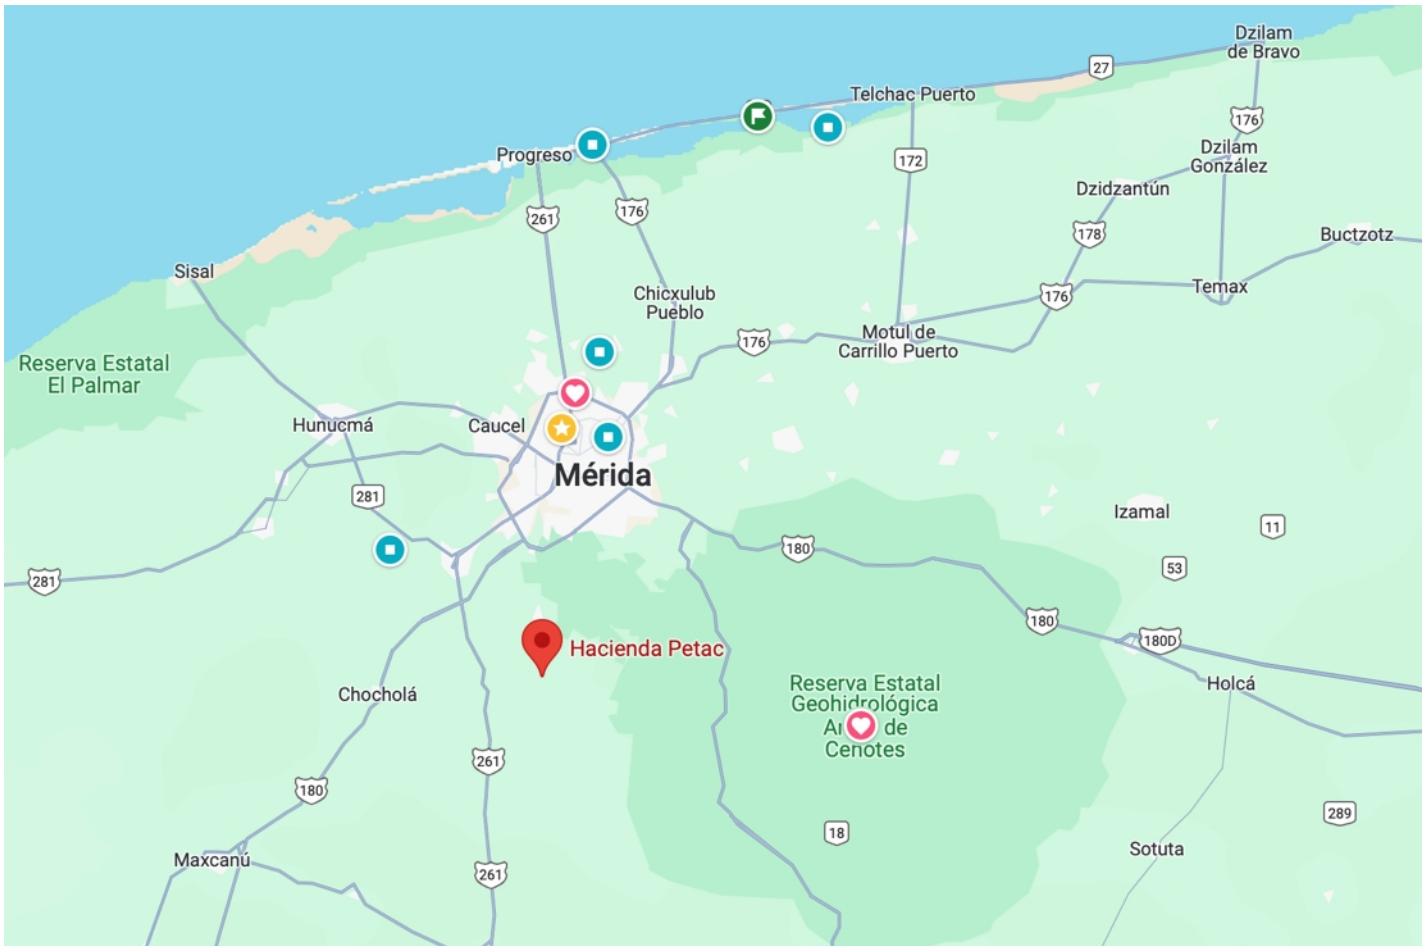 Dzilam
de Bravo
27
Telchac Puerto
176
Progreso
172
Dzilam
González
Dzidzantún
261
176
178
Buctzotz
Sisal
Chicxulub
Pueblo
176
Temax
176
Motul de
Carrillo Puerto
Reserva Estatal
El Palmar
Hunucmá
Caucel
Mérida
281
Izamal
11
180
281
53
180
180D
Hacienda Petac
Chocholá
Reserva Estatal
Geohidrológica
de
Cenotes
Holcá
261
180
289
18
Sotuta
Maxcanú
261